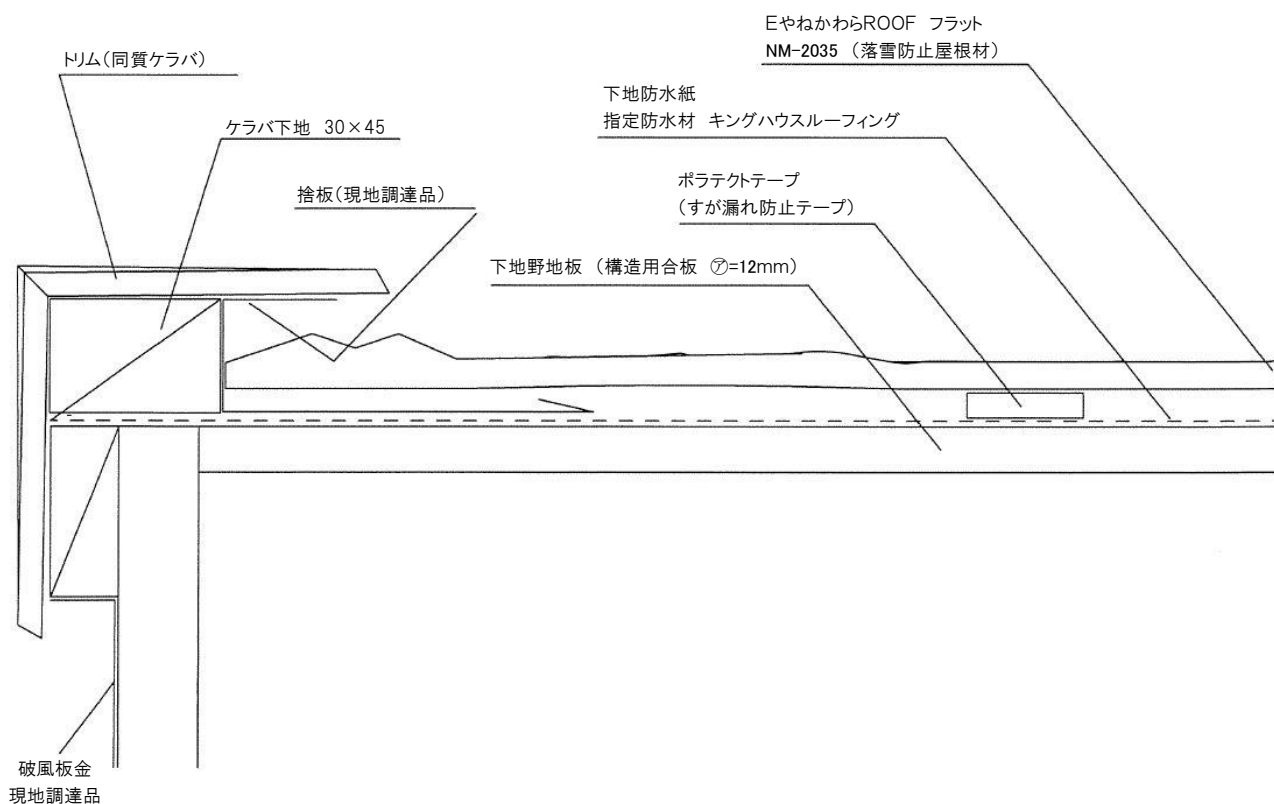 EやねかわらROOF フラット
NM-2035 （落雪防止屋根材）
トリム（同質ケラバ）
下地防水紙
指定防水材 キングハウスルーフィング
ケラバ下地 30×45
捨板（現地調達品）
ポラテクトテープ
（すが漏れ防止テープ）
下地野地板 （構造用合板 ㋐=12mm）
破風板金
現地調達品